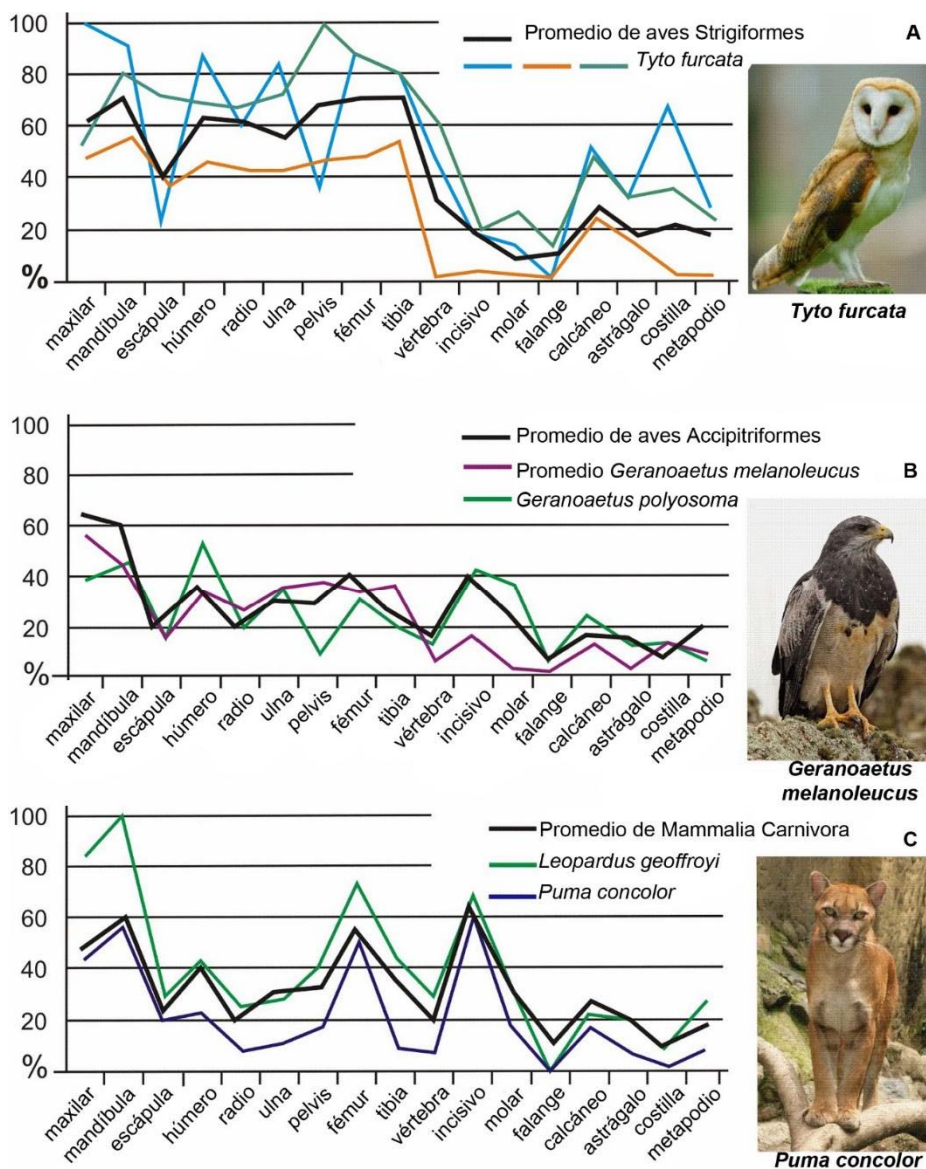 100
80
60
40
20
%
Promedio de aves Strigiformes
Tyto furcata
A
Tyto furcata
maxilar
mandíbula
escápula
húmero
radio
ulna
pelvis
fémur
tibia
vértebra
incisivo
molar
falange
calcáneo
astrágalo
costilla
metapodio
100
80
60
40
20
%
Promedio de aves Accipitriformes
Promedio Geranoaetus melanoleucus
Geranoaetus polyosoma
B
Geranoaetus
melanoleucus
maxilar
mandíbula
escápula
húmero
radio
ulna
pelvis
fémur
tibia
vértebra
incisivo
molar
falange
calcáneo
astrágalo
costilla
metapodio
100
80
60
40
20
%
Promedio de Mammalia Carnivora
Leopardus geoffroyi
Puma concolor
C
Puma concolor
maxilar
mandíbula
escápula
húmero
radio
ulna
pelvis
fémur
tibia
vértebra
incisivo
molar
falange
calcáneo
astrágalo
costilla
metapodio